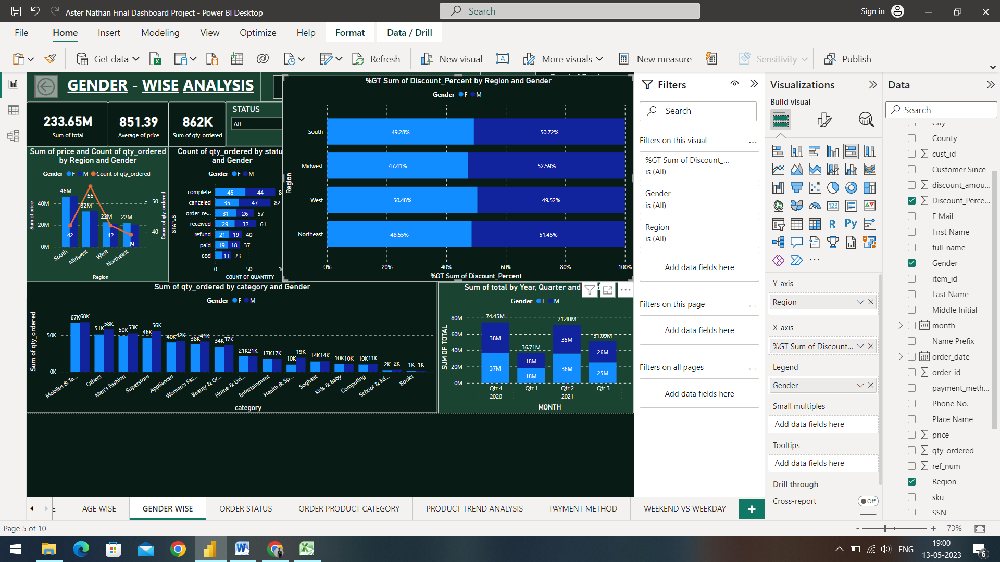 Aster Nathan Final Dashboard Project - Power BI Desktop
Search
Sign in
File Home Insert Modeling View Optimize Help Format Data / Drill
Get data
Refresh
New visual
More visuals
New measure
Sensitivity
Publish
GENDER - WISE ANALYSIS
233.65M
Sum of total
851.39
Average of price
862K
Sum of qty_ordered
STATUS
All
Sum of price and Count of qty_ordered
by Region and Gender
Gender F M Count of qty_ordered
Sum of price
40M
20M
0M
46M
32M
22M
22M
42
55
42
39
50
40
Count of qty_ordered
South
Midwest
West
Northeast
Region
Count of qty_ordered by statu
and Gender
Gender F M
STATUS
complete 45 44
canceled 35 47 82
order_re... 31 26 57
received 29 32 61
refund 21 19 40
paid 19 18 37
cod 13 23
0 50
COUNT OF QUANTITY
%GT Sum of Discount_Percent by Region and Gender
Gender F M
Region
South 49.28% 50.72%
Midwest 47.41% 52.59%
West 50.48% 49.52%
Northeast 48.55% 51.45%
0% 20% 40% 60% 80% 100%
%GT Sum of Discount_Percent
Sum of qty_ordered by category and Gender
Gender F M
Sum of qty_ordered
50K
0K
67K 68K
51K 58K
50K 53K
46K 56K
40K 42K
38K 41K
34K 37K
21K 21K
17K 17K
10K 19K
14K 14K
10K 10K
10K 11K
2K 2K
1K 1K
Mobiles & Ta...
Others
Men's Fashion
Superstore
Appliances
Women's Fas...
Beauty & Gr...
Home & Livi...
Entertainment
Health & Sp...
Soghaat
Kids & Baby
Computing
School & Ed...
Books
category
Sum of total by Year, Quarter and
Gender F M
SUM OF TOTAL
80M
60M
40M
20M
0M
74.45M
38M
37M
36.71M
18M
18M
71.40M
35M
36M
51.09M
26M
25M
Qtr 4 Qtr 1 Qtr 2 Qtr 3
2020 2021
MONTH
Filters
Search
Filters on this visual
...
%GT Sum of Discount_...
is (All)
Gender
is (All)
Region
is (All)
Add data fields here
Filters on this page
...
Add data fields here
Filters on all pages
...
Add data fields here
Visualizations
Build visual
123
R
Py
...
Y-axis
Region
X-axis
%GT Sum of Discount...
Legend
Gender
Small multiples
Add data fields here
Tooltips
Add data fields here
Drill through
Cross-report
Off
Data
Search
City
County
cust_id
Customer Since
discount_amou...
Discount_Perce...
E Mail
First Name
full_name
Gender
item_id
Last Name
Middle Initial
month
Name Prefix
order_date
order_id
payment_meth...
Phone No.
Place Name
price
qty_ordered
ref_num
Region
sku
SSN
E
AGE WISE
GENDER WISE
ORDER STATUS
ORDER PRODUCT CATEGORY
PRODUCT TREND ANALYSIS
PAYMENT METHOD
WEEKEND VS WEEKDAY
Page 5 of 10
- + 73%
ENG
19:00
13-05-2023
6